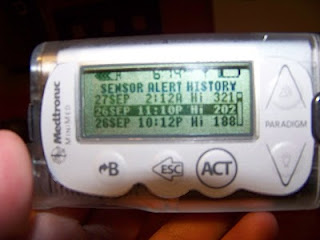 SENSOR ALERT HISTORY
27SEP 2:12A Hi 321
26SEP 11:10P Hi 202
26SEP 10:12P Hi 188
Medtronic
MINIMED
PARADIGM
B
ESC
ACT